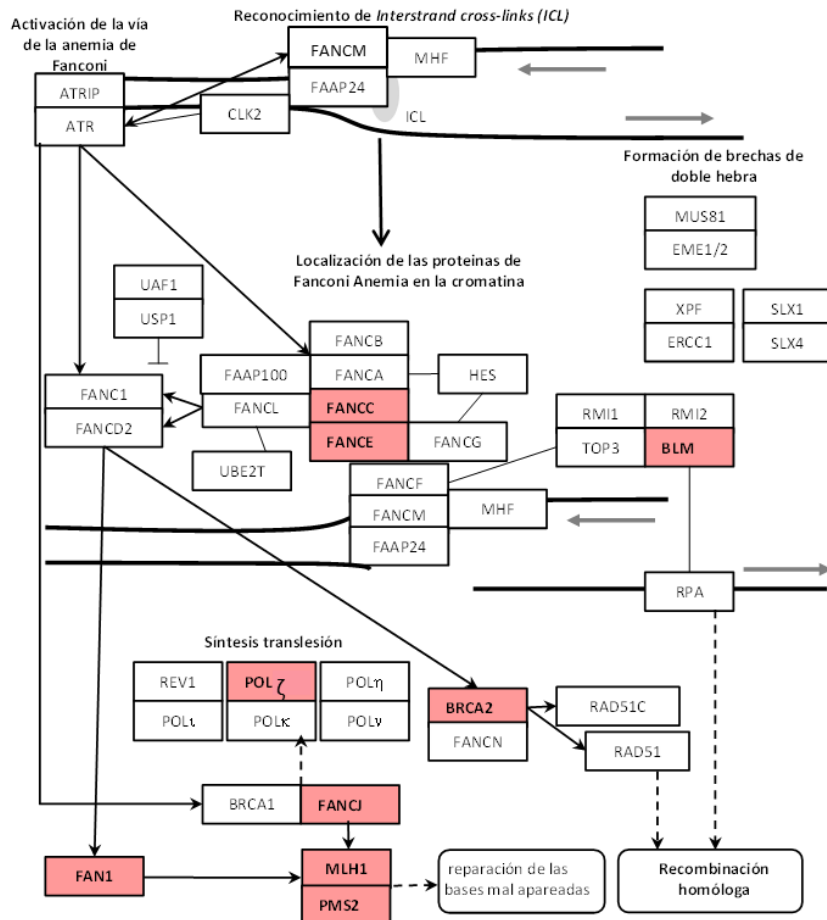 Activación de la vía
de la anemia de
Fanconi
Reconocimiento de Interstrand cross-links (ICL)
FANCM
MHF
FAAP24
ATRIP
ATR
CLK2
ICL
Formación de brechas de
doble hebra
MUS81
EME1/2
Localización de las proteinas de
Fanconi Anemia en la cromatina
UAF1
USP1
XPF
SLX1
ERCC1
SLX4
FANCB
FAAP100
FANCA
HES
FANC1
FANCL
FANCC
FANCD2
FANCE
FANCG
UBE2T
RMI1
RMI2
TOP3
BLM
FANCF
FANCM
MHF
FAAP24
RPA
Síntesis translesión
REV1
POL ζ
POLη
POLι
POLκ
POLν
BRCA2
RAD51C
FANCN
RAD51
BRCA1
FANCJ
FAN1
MLH1
PMS2
reparación de las
bases mal apareadas
Recombinación
homóloga